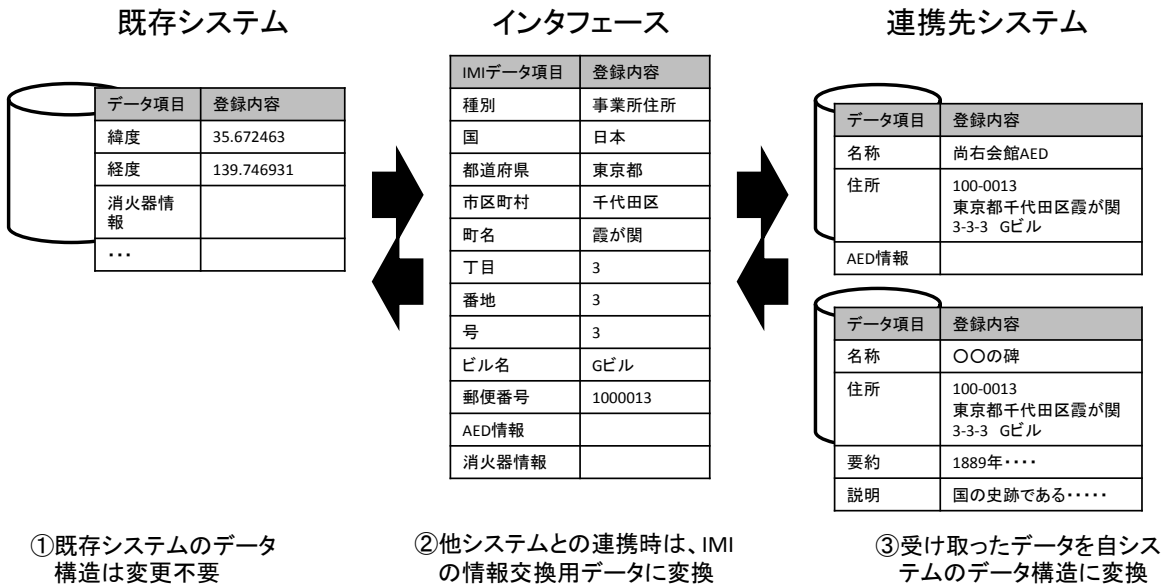 既存システム
インタフェース
連携先システム
データ項目 登録内容
緯度 35.672463
経度 139.746931
消火器情
報
・・・
IMIデータ項目 登録内容
種別 事業所住所
国 日本
都道府県 東京都
市区町村 千代田区
町名 霞が関
丁目 3
番地 3
号 3
ビル名 Gビル
郵便番号 1000013
AED情報
消火器情報
データ項目 登録内容
名称 尚右会館AED
住所 100-0013
東京都千代田区霞が関
3-3-3 Gビル
AED情報
データ項目 登録内容
名称 〇〇の碑
住所 100-0013
東京都千代田区霞が関
3-3-3 Gビル
要約 1889年・・・・
説明 国の史跡である・・・・・
①既存システムのデータ
構造は変更不要
②他システムとの連携時は、IMI
の情報交換用データに変換
③受け取ったデータを自シス
テムのデータ構造に変換